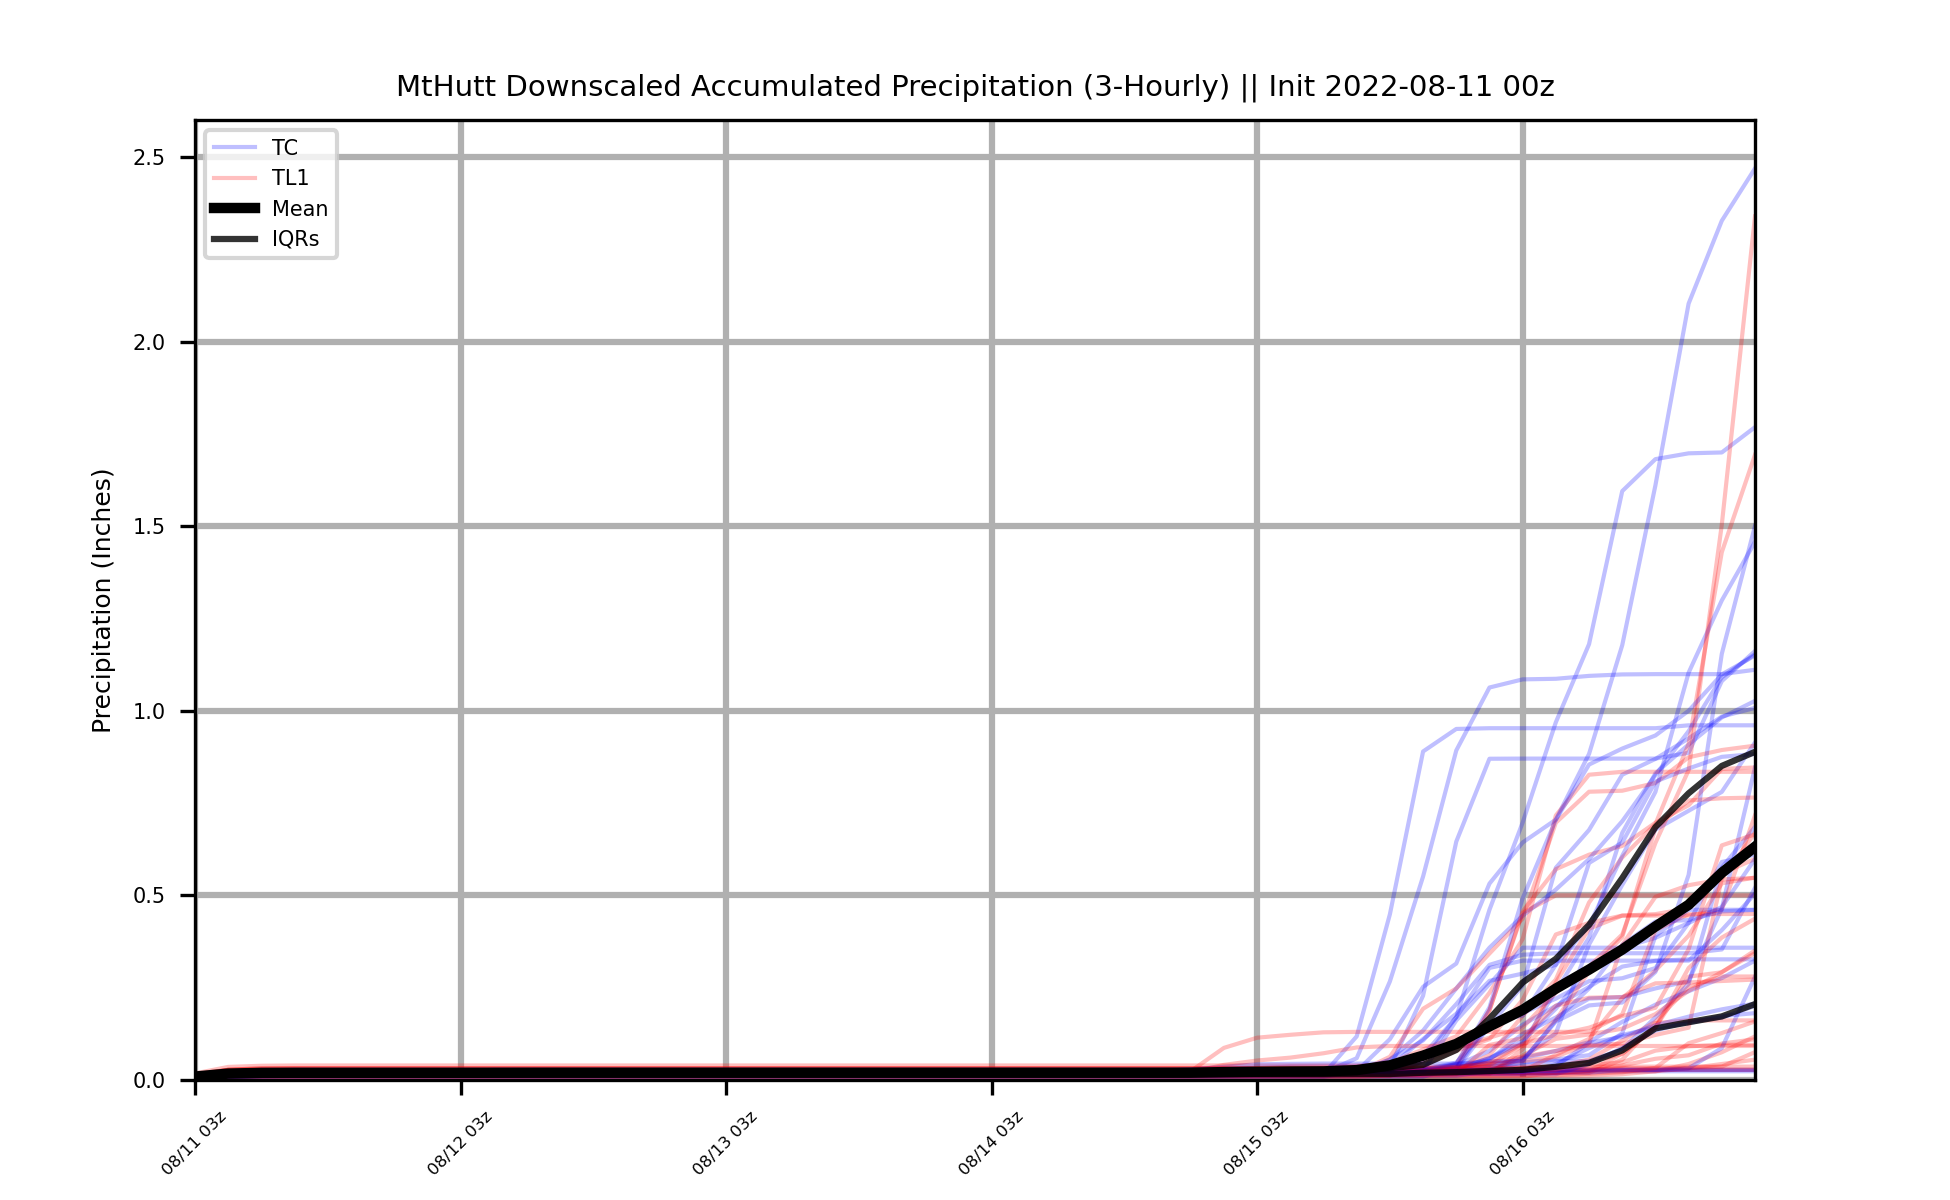 MtHutt Downscaled Accumulated Precipitation (3-Hourly) || Init 2022-08-11 00z
TC
TL1
Mean
IQRs
Precipitation (Inches)
2.5
2.0
1.5
1.0
0.5
0.0
08/11 03z
08/12 03z
08/13 03z
08/14 03z
08/15 03z
08/16 03z